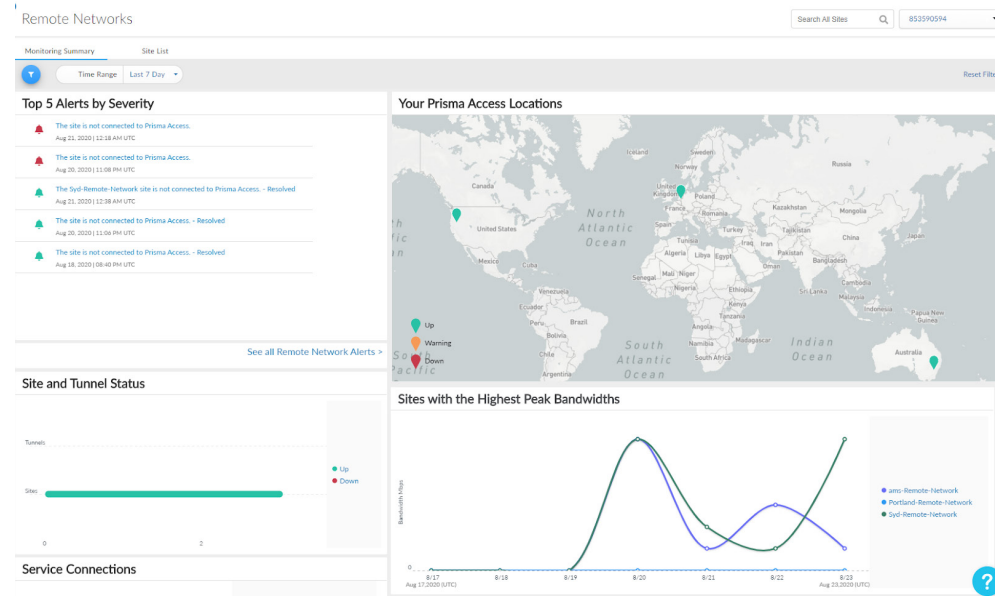 Remote Networks
Search All Sites
853590594
Monitoring Summary
Site List
Time Range
Last 7 Day
Reset Filte
Top 5 Alerts by Severity
The site is not connected to Prisma Access.
Aug 21, 2020 | 12:18 AM UTC
The site is not connected to Prisma Access.
Aug 20, 2020 | 11:08 PM UTC
The Syd-Remote-Network site is not connected to Prisma Access. - Resolved
Aug 21, 2020 | 12:38 AM UTC
The site is not connected to Prisma Access. - Resolved
Aug 20, 2020 | 11:06 PM UTC
The site is not connected to Prisma Access. - Resolved
Aug 18, 2020 | 08:40 PM UTC
See all Remote Network Alerts >
Your Prisma Access Locations
Iceland
Sweden
Norway
Russia
Canada
United
Kingdom
Poland
France
Romania
Kazakhstan
Mongolia
North
Atlantic
Ocean
United States
Spain
Turkey
Tajikistan
China
Japan
Tunisia
Iraq
Iran
Algeria
Libya
Egypt
Pakistan
Bangladesh
Mexico
Cuba
Oman
Senegal
Mali
Niger
Cambodia
Venezuela
Nigeria
Ethiopia
Sri Lanka
Malaysia
Ecuador
Kenya
Indonesia
Papua New
Guinea
Peru
Brazil
Tanzania
Angola
Bolivia
Namibia
Madagascar
Indian
Ocean
South
Atlantic
Ocean
Chile
South Africa
Australia
Argentina
Up
Warning
Down
Site and Tunnel Status
Tunnels
Sites
0
2
Up
Down
Sites with the Highest Peak Bandwidths
Bandwidth Mbps
0
8/17
8/18
8/19
8/20
8/21
8/22
8/23
Aug 17,2020 (UTC)
Aug 23,2020 (UTC)
ams-Remote-Network
Portland-Remote-Network
Syd-Remote-Network
Service Connections
?